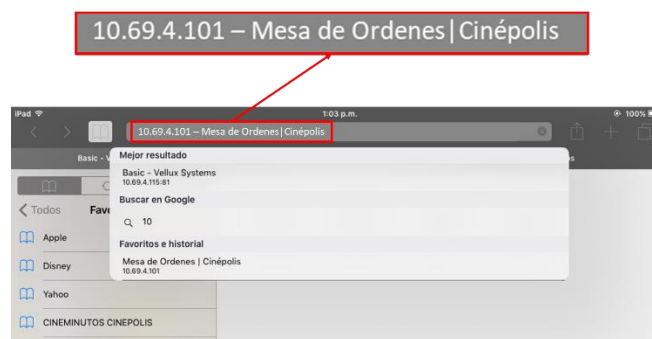 10.69.4.101 – Mesa de Ordenes|Cinépolis
iPad 1:03 p.m. 100%
10.69.4.101 – Mesa de Ordenes|Cinépolis
Basic - V
Mejor resultado
Basic - Vellux Systems
10.69.4.115:81
Buscar en Google
10
Favoritos e historial
Mesa de Ordenes | Cinépolis
10.69.4.101
Todos
Favo
Apple
Disney
Yahoo
CINEMINUTOS CINEPOLIS